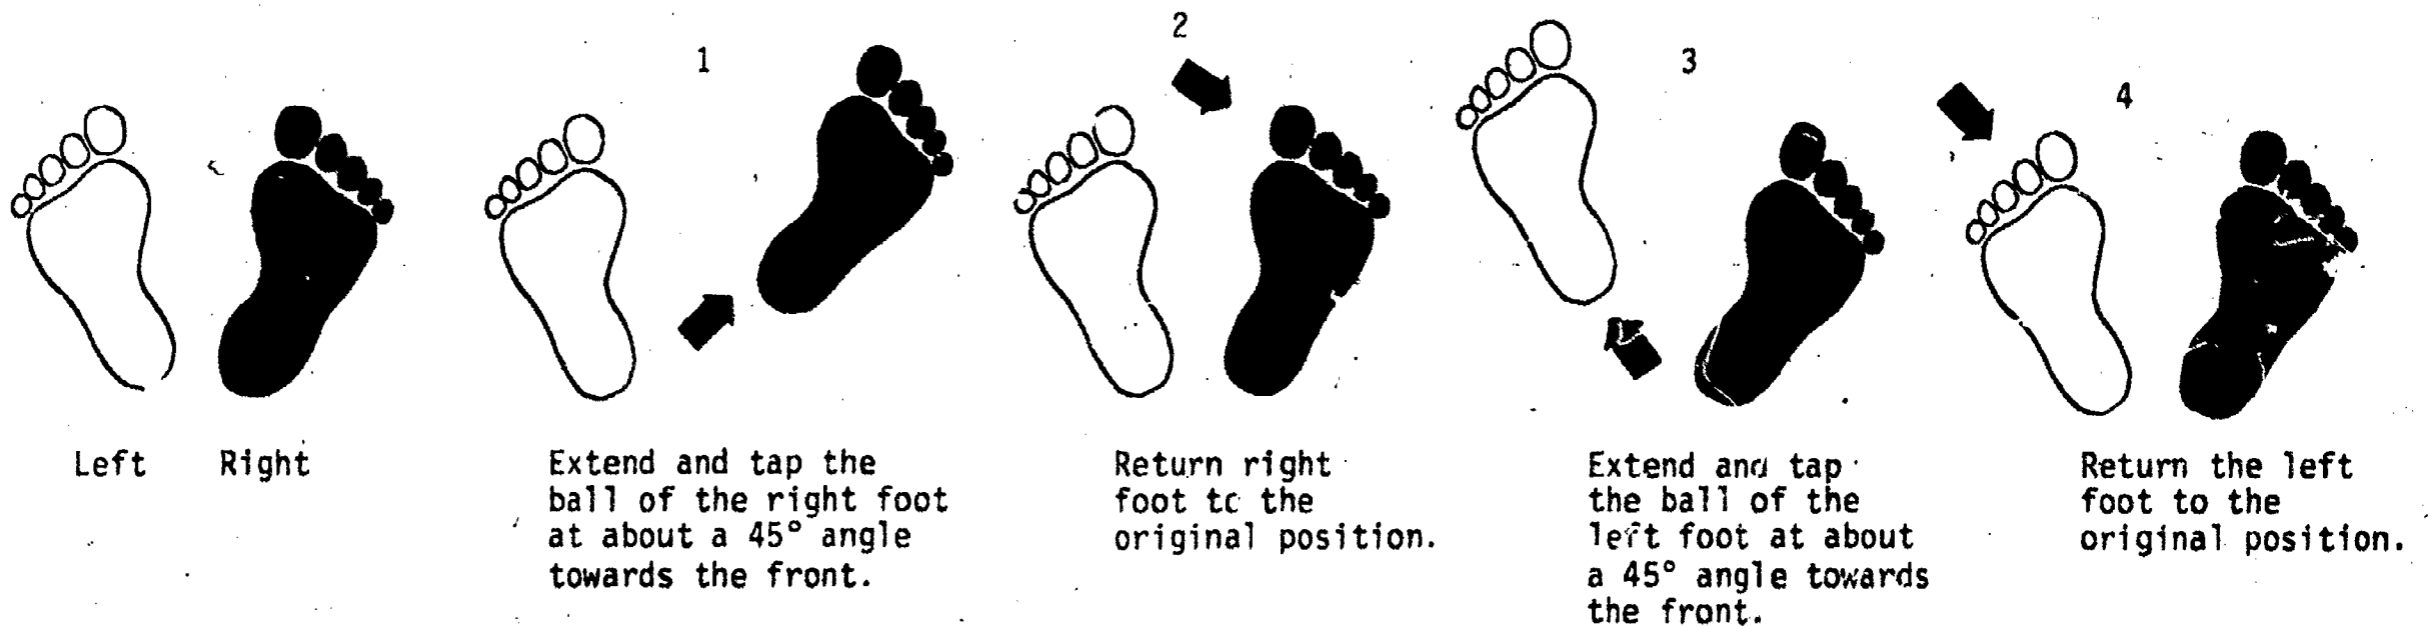 1
2
3
4
Left Right
Extend and tap the
ball of the right foot
at about a 45° angle
towards the front.
Return right
foot to the
original position.
Extend and tap
the ball of the
left foot at about
a 45° angle towards
the front.
Return the left
foot to the
original position.